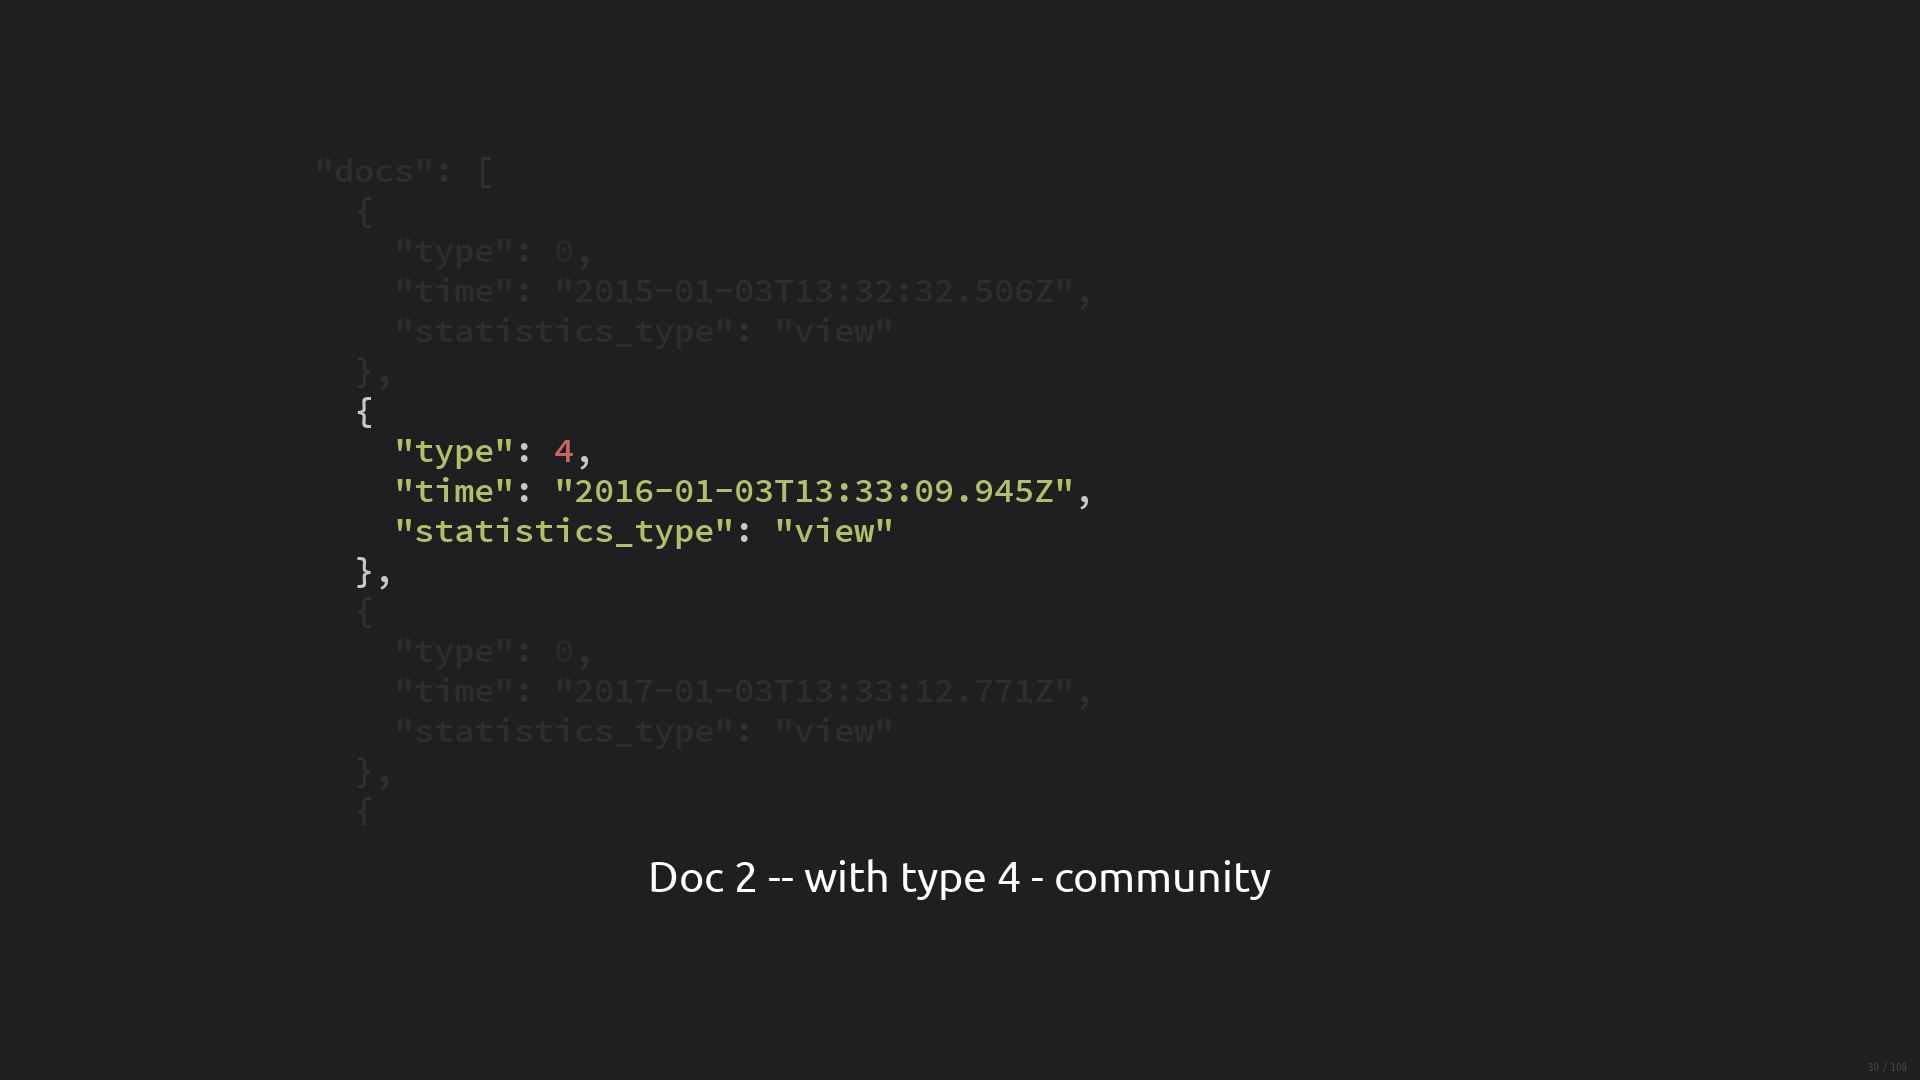 "docs": [
{
"type": 0,
"time": "2015-01-03T13:32:32.506Z",
"statistics_type": "view"
},
{
"type": 4,
"time": "2016-01-03T13:33:09.945Z",
"statistics_type": "view"
},
{
"type": 0,
"time": "2017-01-03T13:33:12.771Z",
"statistics_type": "view"
},
{
Doc 2 -- with type 4 - community
30 / 108